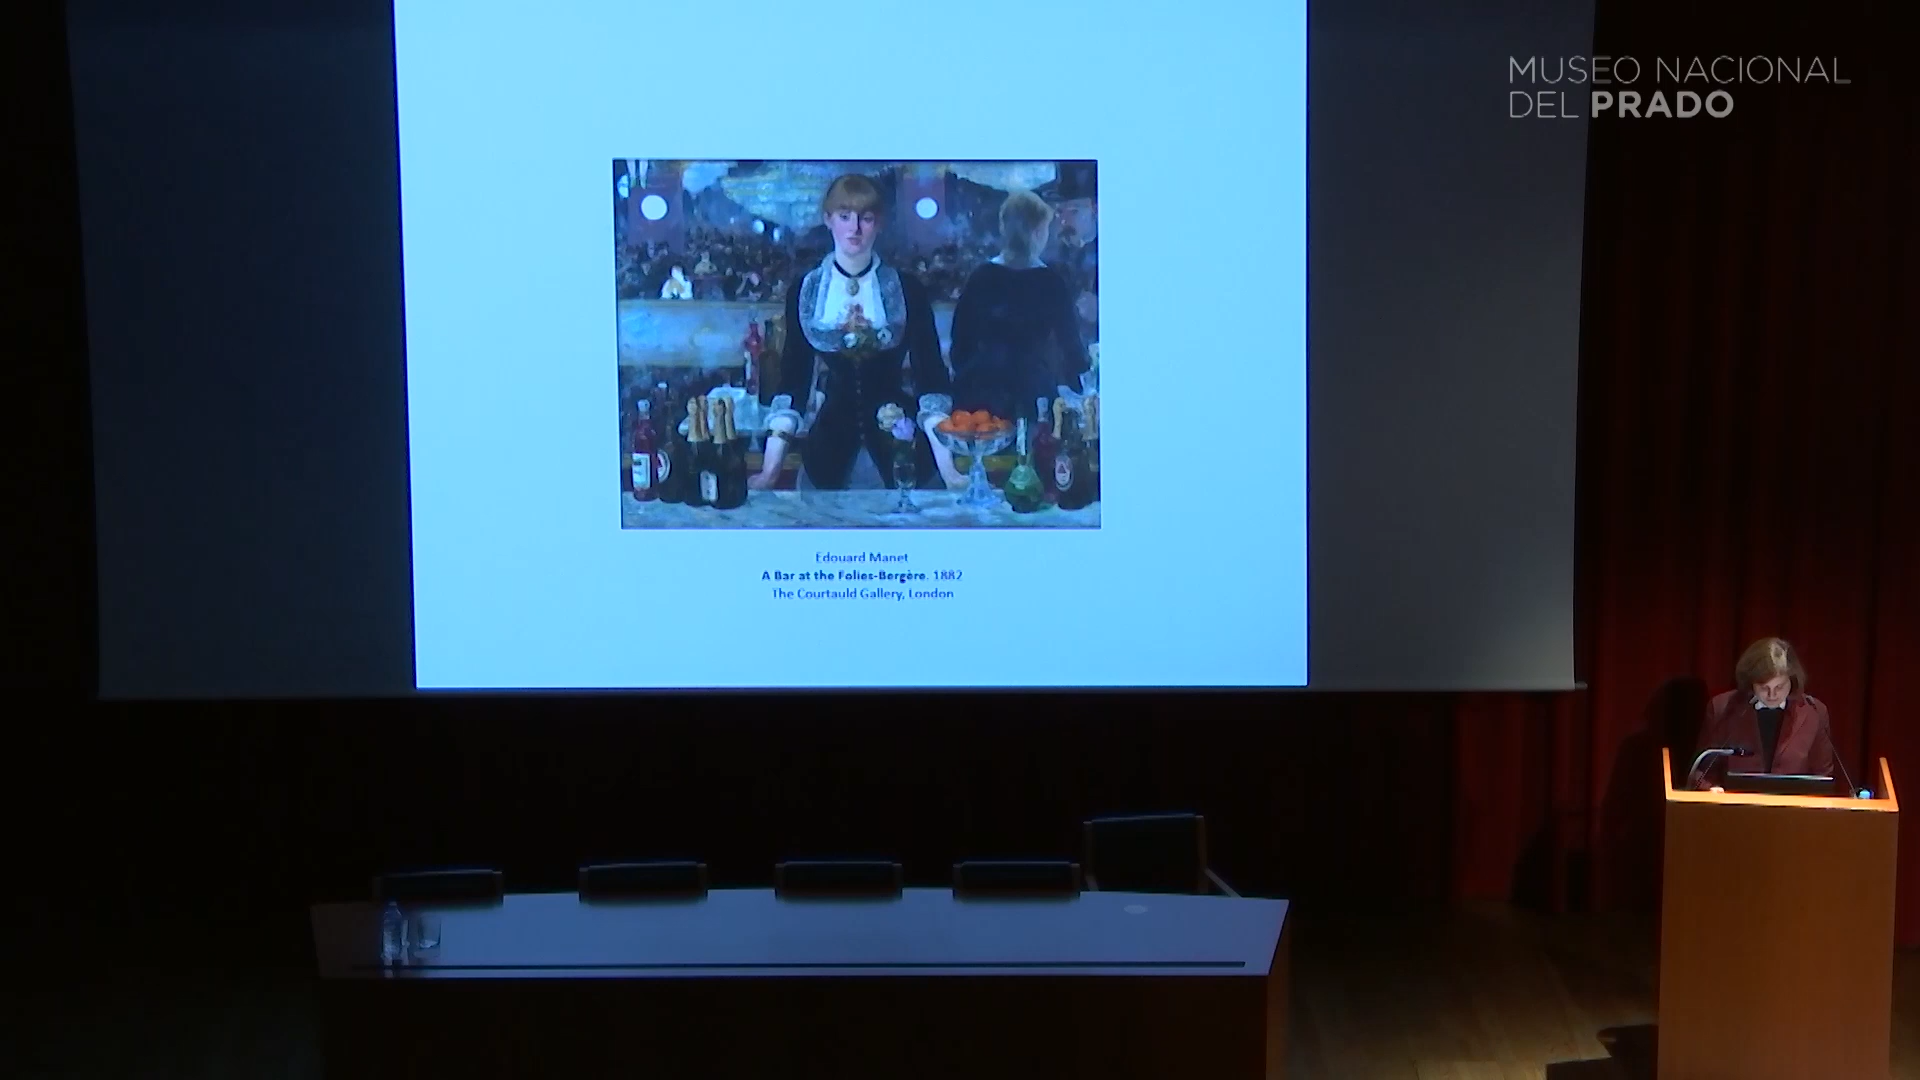 MUSEO NACIONAL
DEL PRADO
Edouard Manet
A Bar at the Folies-Bergère. 1882
The Courtauld Gallery, London